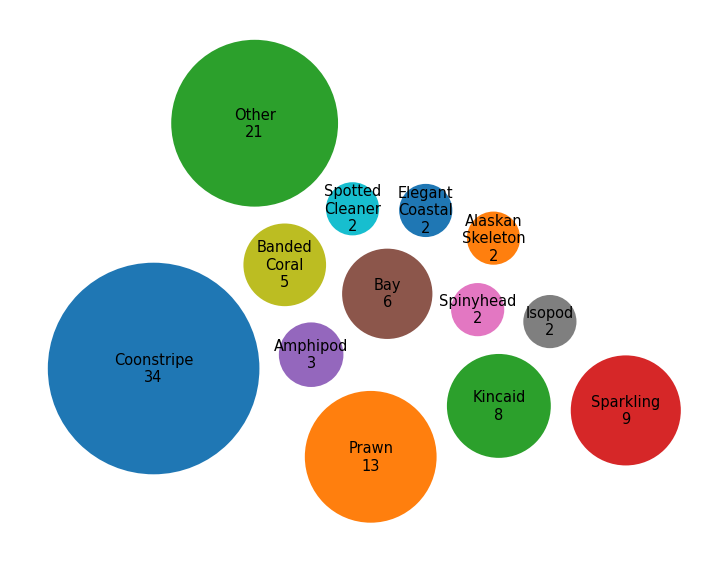 Other
21
Spotted
Cleaner
2
Elegant
Coastal
2
Alaskan
Skeleton
2
Banded
Coral
5
Bay
6
Spinyhead
2
Isopod
2
Coonstripe
34
Amphipod
3
Kincaid
8
Sparkling
9
Prawn
13